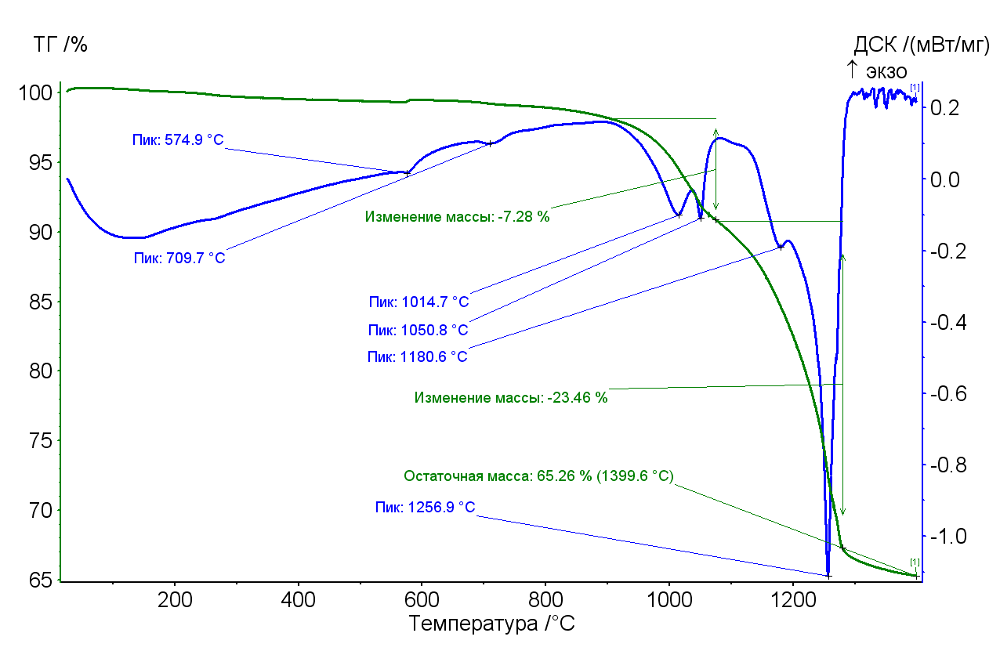 ТГ /%
ДСК /(мВт/мг)
↑ экзо
[1]
100
0.2
Пик: 574.9 °C
95
0.0
Изменение массы: -7.28 %
90
Пик: 709.7 °C
-0.2
Пик: 1014.7 °C
85
-0.4
Пик: 1050.8 °C
Пик: 1180.6 °C
80
Изменение массы: -23.46 %
-0.6
75
-0.8
Остаточная масса: 65.26 % (1399.6 °C)
Пик: 1256.9 °C
70
-1.0
[1]
65
200 400 600 800 1000 1200
Температура /°C